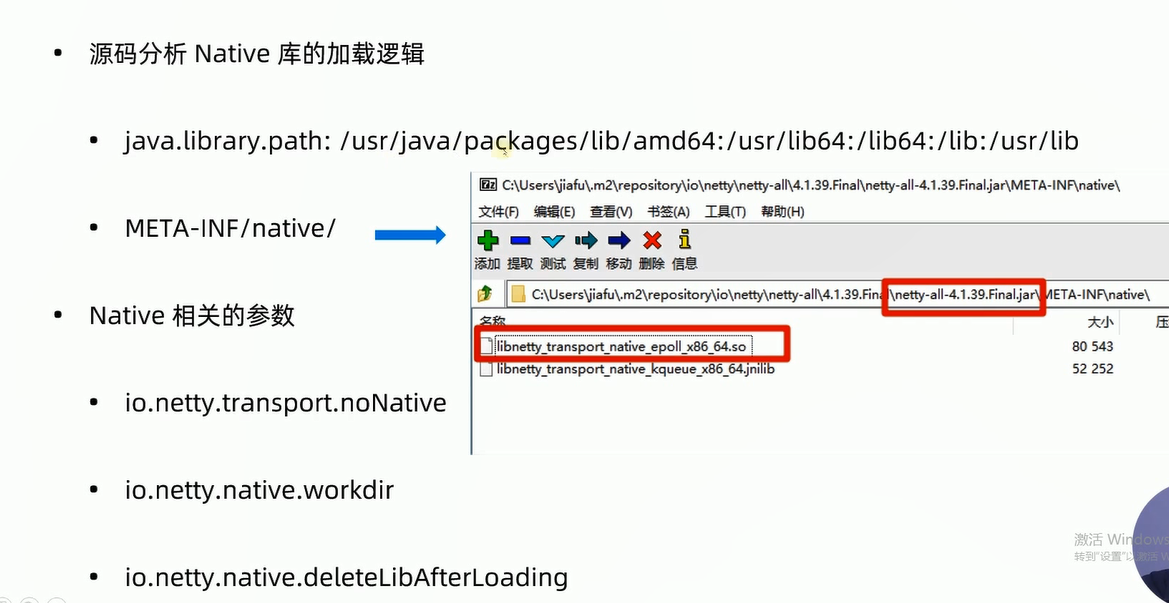 • 源码分析 Native 库的加载逻辑
• java.library.path: /usr/java/packages/lib/amd64:/usr/lib64:/lib64:/lib:/usr/lib
C:\Users\jiafu\.m2\repository\io\netty\netty-all\4.1.39.Final\netty-all-4.1.39.Final.jar\META-INF\native\
文件(F) 编辑(E) 查看(V) 书签(A) 工具(T) 帮助(H)
• META-INF/native/
添加 提取 测试 复制 移动 删除 信息
C:\Users\jiafu\.m2\repository\io\netty\netty-all\4.1.39.Final\netty-all-4.1.39.Final.jar\META-INF\native\
名称 大小 压
libnetty_transport_native_epoll_x86_64.so 80 543
libnetty_transport_native_kqueue_x86_64.jnilib 52 252
• Native 相关的参数
• io.netty.transport.noNative
• io.netty.native.workdir
• io.netty.native.deleteLibAfterLoading
激活 Windows
转到"设置"以激活